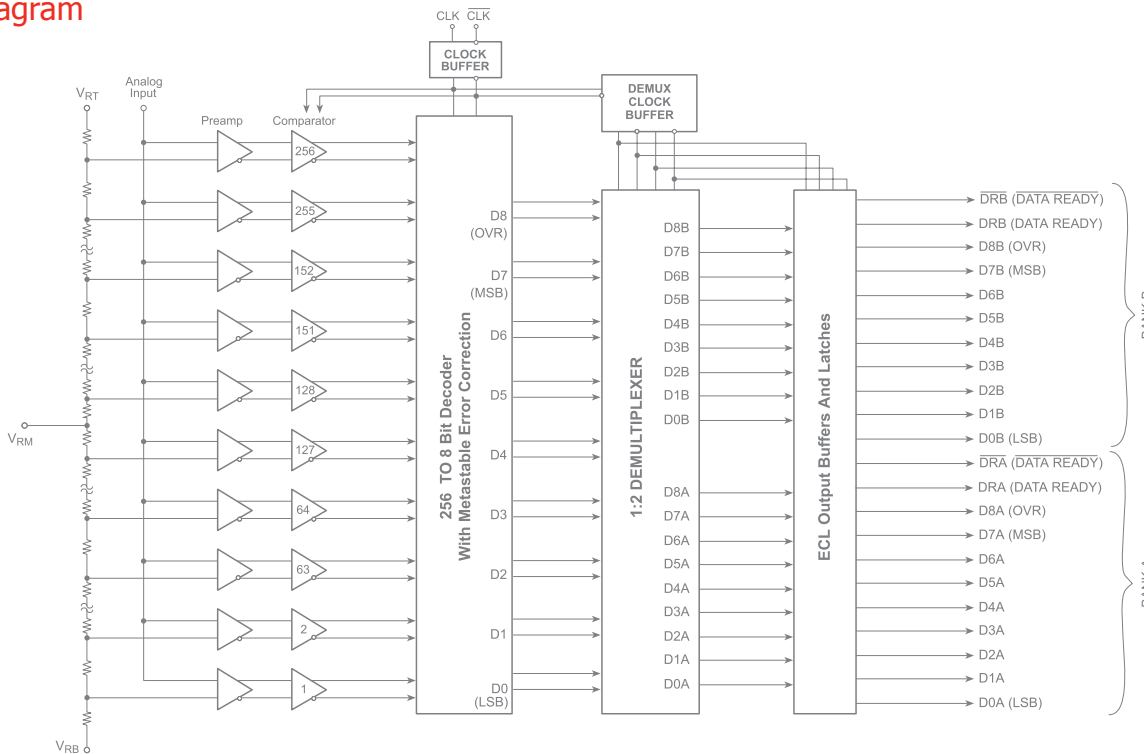 agram
CLK CLK
CLOCK
BUFFER
Analog
Input
VRT
DEMUX
CLOCK
BUFFER
Preamp
Comparator
256
255
152
151
128
127
64
63
2
1
VRM
VRB
256 TO 8 Bit Decoder
With Metastable Error Correction
D8
(OVR)
D7
(MSB)
D6
D5
D4
D3
D2
D1
D0
(LSB)
1:2 DEMULTIPLEXER
D8B
D7B
D6B
D5B
D4B
D3B
D2B
D1B
D0B
D8A
D7A
D6A
D5A
D4A
D3A
D2A
D1A
D0A
ECL Output Buffers And Latches
DRB (DATA READY)
DRB (DATA READY)
D8B (OVR)
D7B (MSB)
D6B
D5B
D4B
D3B
D2B
D1B
D0B (LSB)
DRA (DATA READY)
DRA (DATA READY)
D8A (OVR)
D7A (MSB)
D6A
D5A
D4A
D3A
D2A
D1A
D0A (LSB)